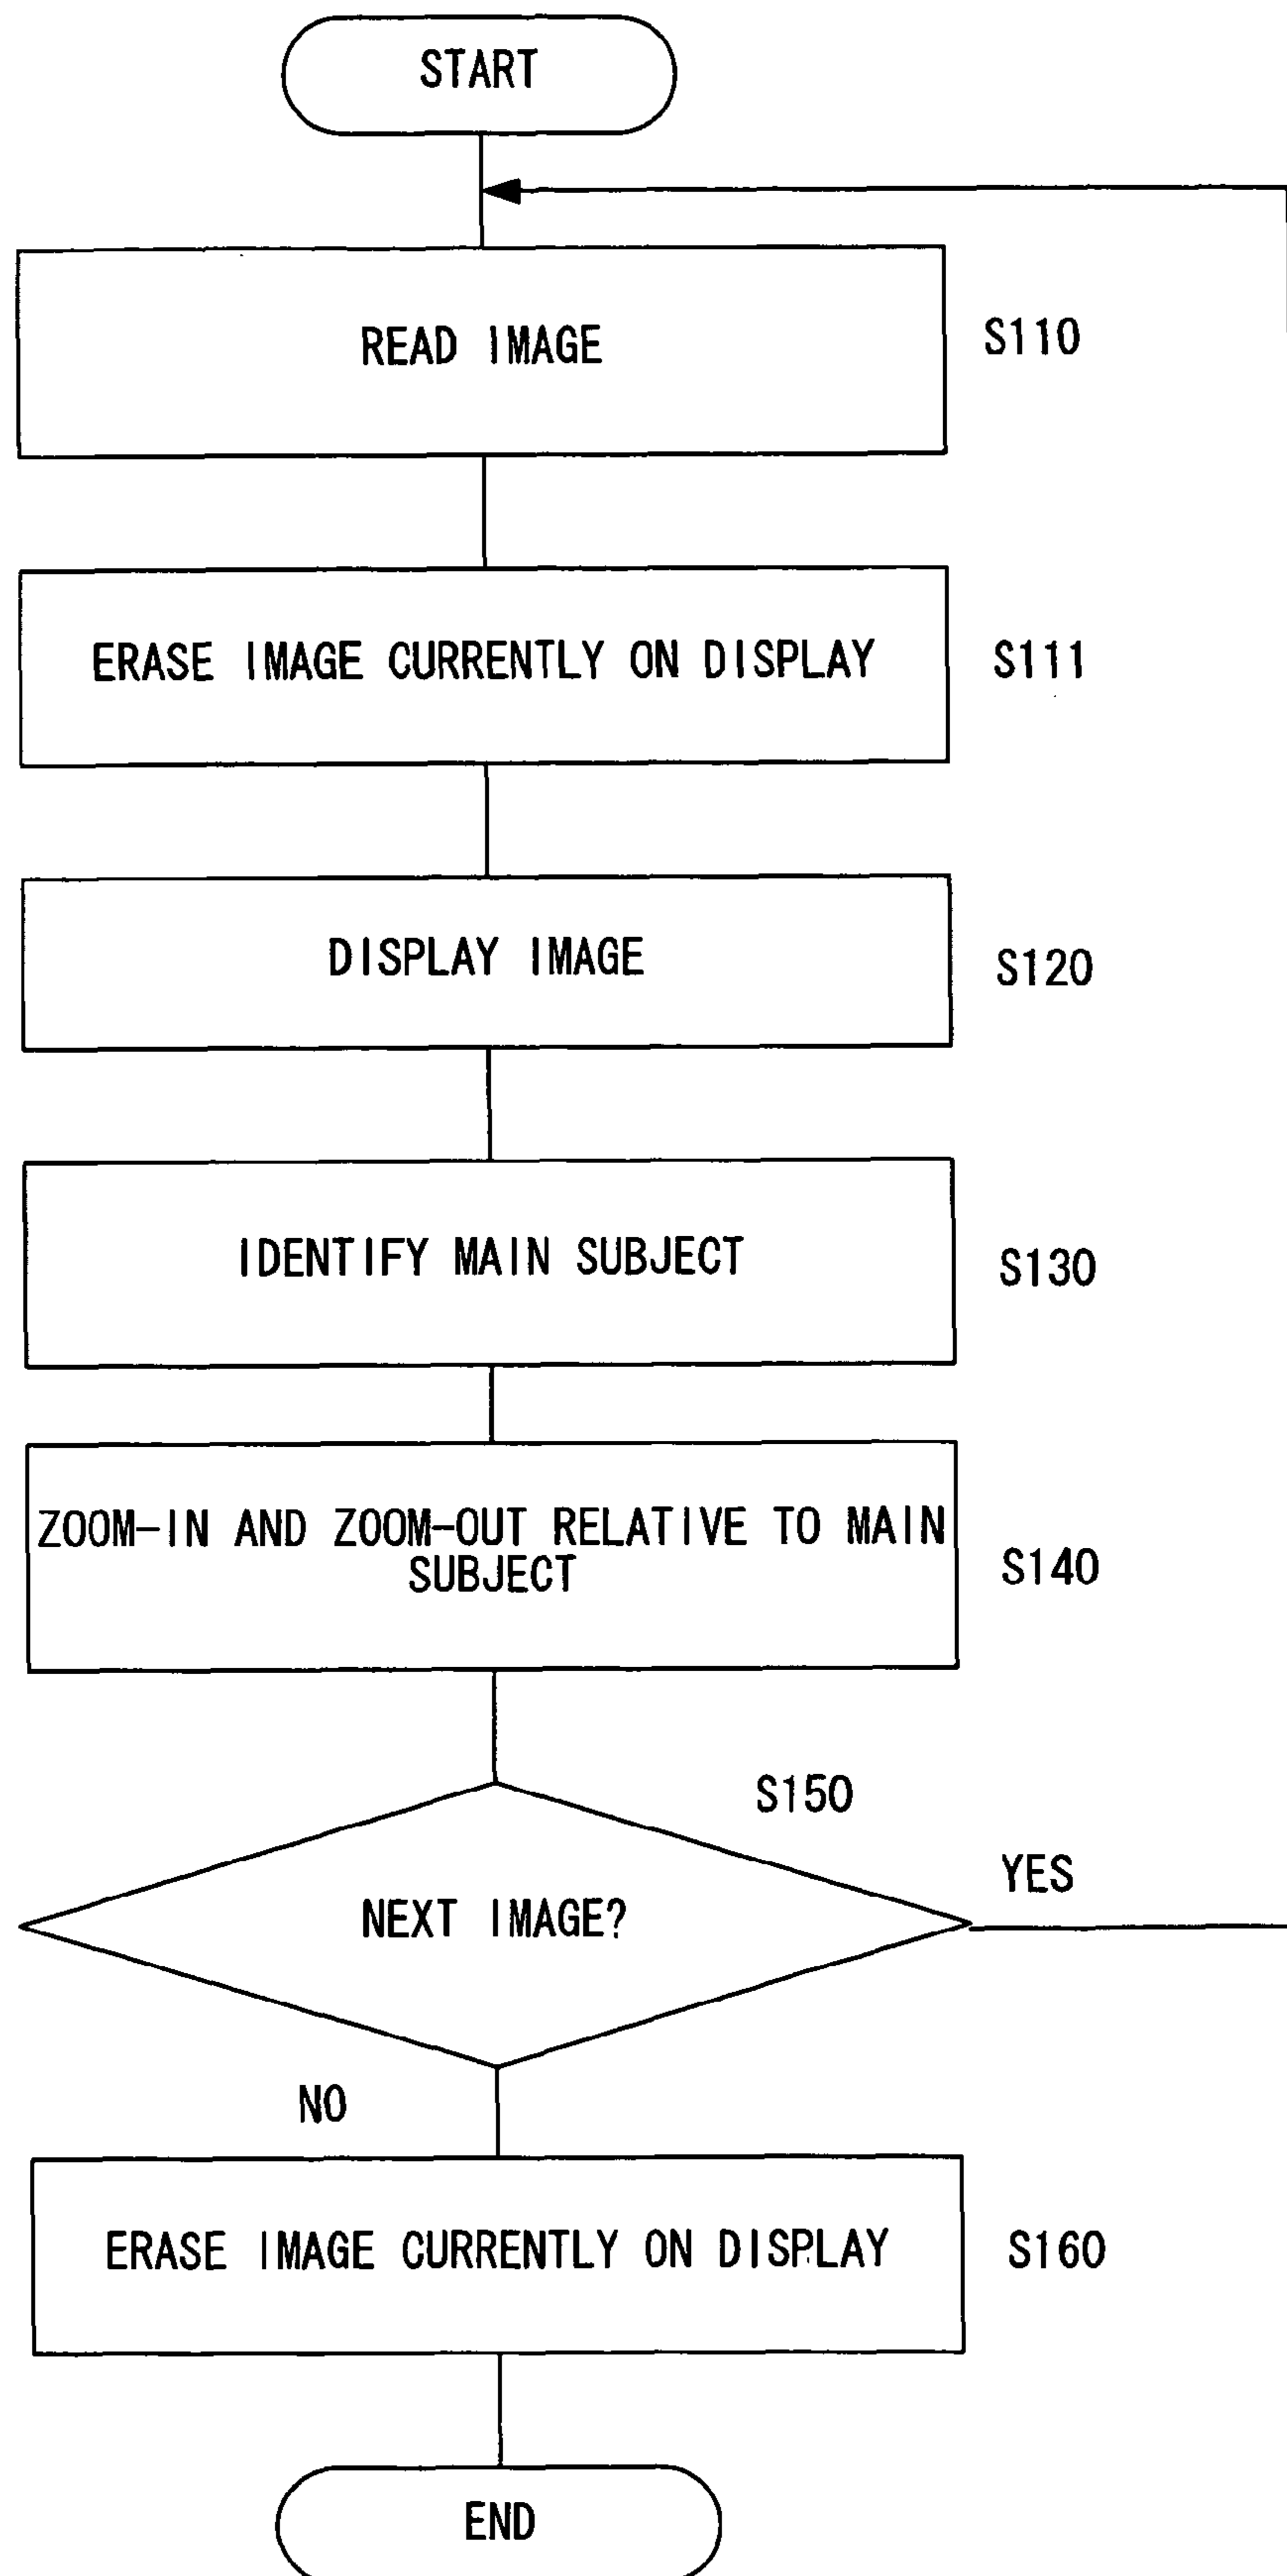 START
READ IMAGE
S110
ERASE IMAGE CURRENTLY ON DISPLAY
S111
DISPLAY IMAGE
S120
IDENTIFY MAIN SUBJECT
S130
ZOOM-IN AND ZOOM-OUT RELATIVE TO MAIN
SUBJECT
S140
S150
NEXT IMAGE?
YES
NO
ERASE IMAGE CURRENTLY ON DISPLAY
S160
END